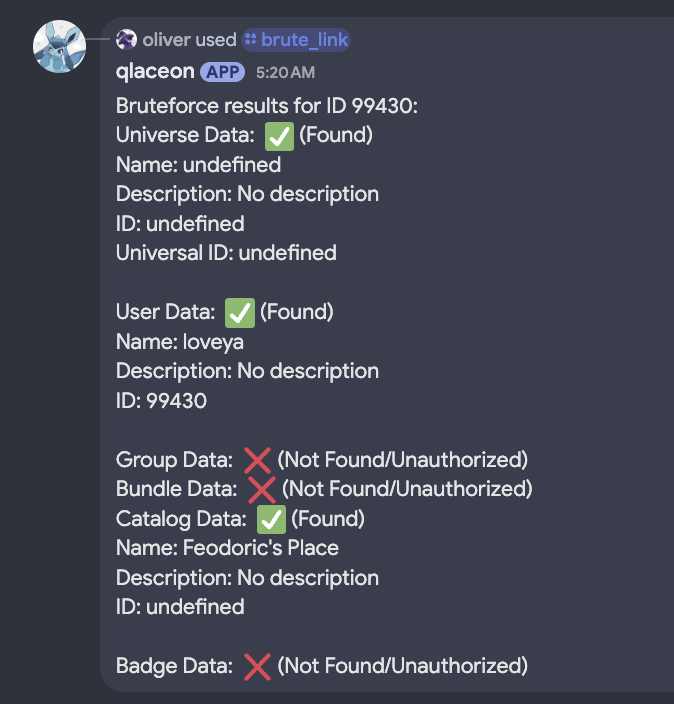 oliver used brute_link
qlaceon APP 5:20 AM
Bruteforce results for ID 99430:
Universe Data: ✅ (Found)
Name: undefined
Description: No description
ID: undefined
Universal ID: undefined
User Data: ✅ (Found)
Name: loveya
Description: No description
ID: 99430
Group Data: ❌ (Not Found/Unauthorized)
Bundle Data: ❌ (Not Found/Unauthorized)
Catalog Data: ✅ (Found)
Name: Feodoric's Place
Description: No description
ID: undefined
Badge Data: ❌ (Not Found/Unauthorized)